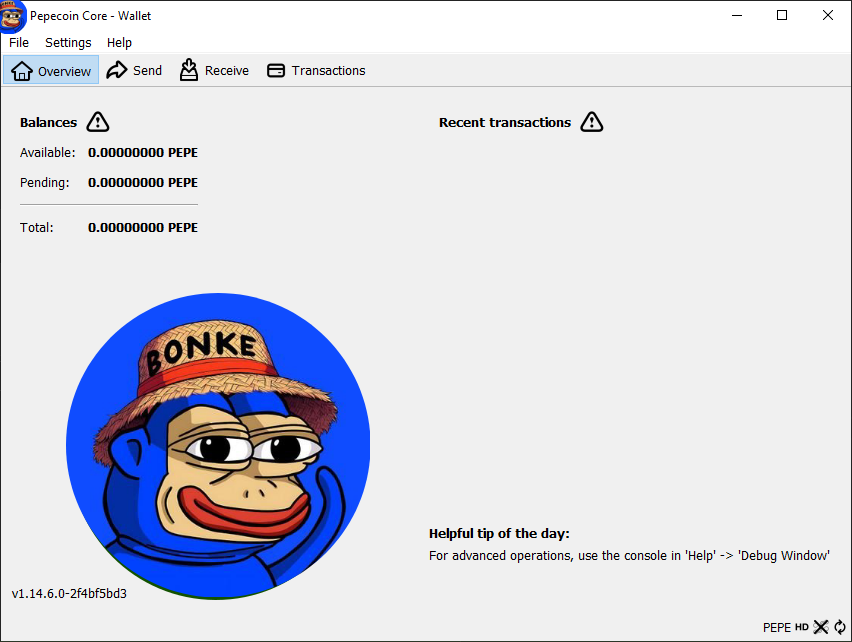 Pepecoin Core - Wallet
File Settings Help
Overview Send Receive Transactions
Balances
Recent transactions
Available: 0.00000000 PEPE
Pending: 0.00000000 PEPE
Total: 0.00000000 PEPE
BONKE
Helpful tip of the day:
For advanced operations, use the console in 'Help' -> 'Debug Window'
v1.14.6.0-2f4bf5bd3
PEPE HD